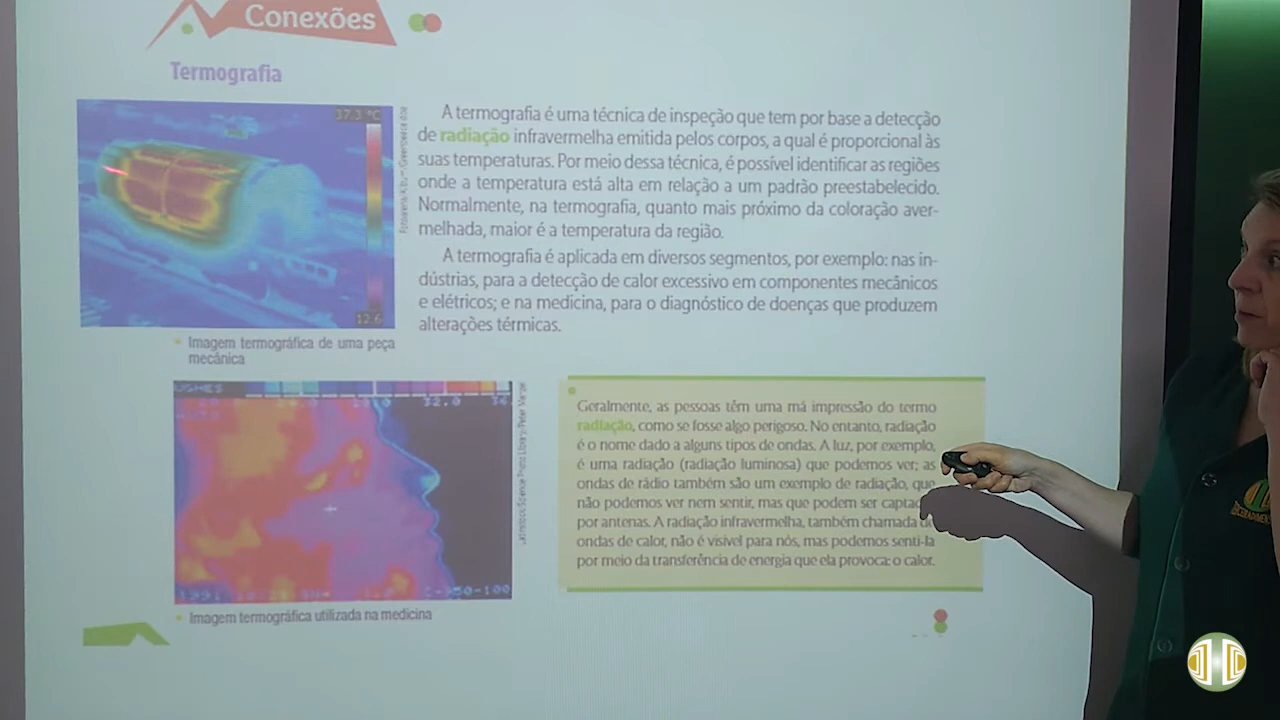 Conexões
Termografia
37.3 °C
12.6
A termografia é uma técnica de inspeção que tem por base a detecção
de radiação infravermelha emitida pelos corpos, a qual é proporcional às
suas temperaturas. Por meio dessa técnica, é possível identificar as regiões
onde a temperatura está alta em relação a um padrão preestabelecido.
Normalmente, na termografia, quanto mais próximo da coloração aver-
melhada, maior é a temperatura da região.
A termografia é aplicada em diversos segmentos, por exemplo: nas in-
dústrias, para a detecção de calor excessivo em componentes mecânicos
e elétricos; e na medicina, para o diagnóstico de doenças que produzem
alterações térmicas.
Imagem termográfica de uma peça
mecânica
32.0
Imagem termográfica utilizada na medicina
Geralmente, as pessoas têm uma má impressão do termo
radiação, como se fosse algo perigoso. No entanto, radiação
é o nome dado a alguns tipos de ondas. A luz, por exemplo,
é uma radiação (radiação luminosa) que podemos ver; as
ondas de rádio também são um exemplo de radiação, que
não podemos ver nem sentir, mas que podem ser
por antenas. A radiação infravermelha, também chamada
ondas de calor, não é visível para nós, mas podemos senti-la
por meio da transferência de energia que ela provoca: o calor.